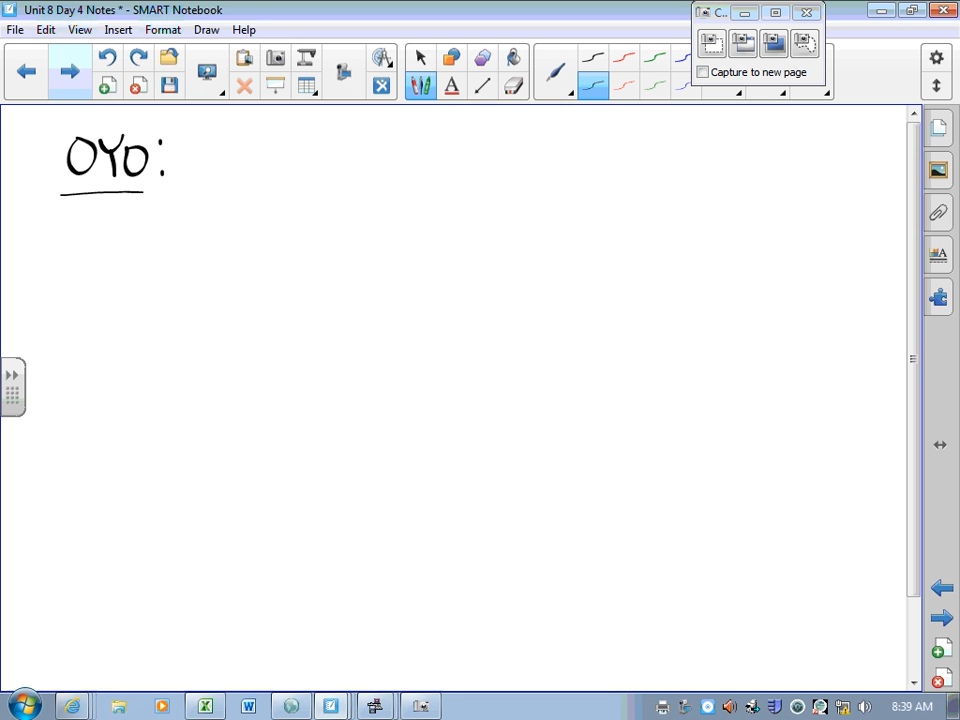 Unit 8 Day 4 Notes * - SMART Notebook
C..
File Edit View Insert Format Draw Help
Capture to new page
OYO:
8:39 AM